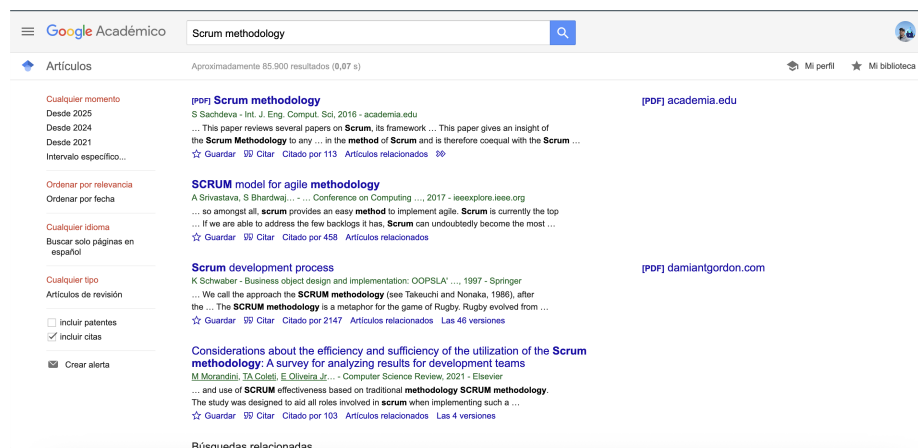 Google Académico
Scrum methodology
Artículos
Aproximadamente 85.900 resultados (0,07 s)
Mi perfil
Mi biblioteca
Cualquier momento
Desde 2025
Desde 2024
Desde 2021
Intervalo específico...
Ordenar por relevancia
Ordenar por fecha
Cualquier idioma
Buscar solo páginas en
español
Cualquier tipo
Artículos de revisión
incluir patentes
incluir citas
Crear alerta
[PDF] Scrum methodology
S Sachdeva - Int. J. Eng. Comput. Sci, 2016 - academia.edu
… This paper reviews several papers on Scrum, its framework … This paper gives an insight of
the Scrum Methodology to any … in the method of Scrum and is therefore coequal with the Scrum …
Guardar Citar Citado por 113 Artículos relacionados
[PDF] academia.edu
SCRUM model for agile methodology
A Srivastava, S Bhardwaj… - … Conference on Computing …, 2017 - ieeexplore.ieee.org
… so amongst all, scrum provides an easy method to implement agile. Scrum is currently the top
… If we are able to address the few backlogs it has, Scrum can undoubtedly become the most …
Guardar Citar Citado por 458 Artículos relacionados
Scrum development process
K Schwaber - Business object design and implementation: OOPSLA' …, 1997 - Springer
… We call the approach the SCRUM methodology (see Takeuchi and Nonaka, 1986), after
the … The SCRUM methodology is a metaphor for the game of Rugby. Rugby evolved from …
Guardar Citar Citado por 2147 Artículos relacionados Las 46 versiones
[PDF] damiantgordon.com
Considerations about the efficiency and sufficiency of the utilization of the Scrum
methodology: A survey for analyzing results for development teams
M Morandini, TA Coleti, E Oliveira Jr… - Computer Science Review, 2021 - Elsevier
… and use of SCRUM effectiveness based on traditional methodology SCRUM methodology.
The study was designed to aid all roles involved in scrum when implementing such a …
Guardar Citar Citado por 103 Artículos relacionados Las 4 versiones
Búsquedas relacionadas